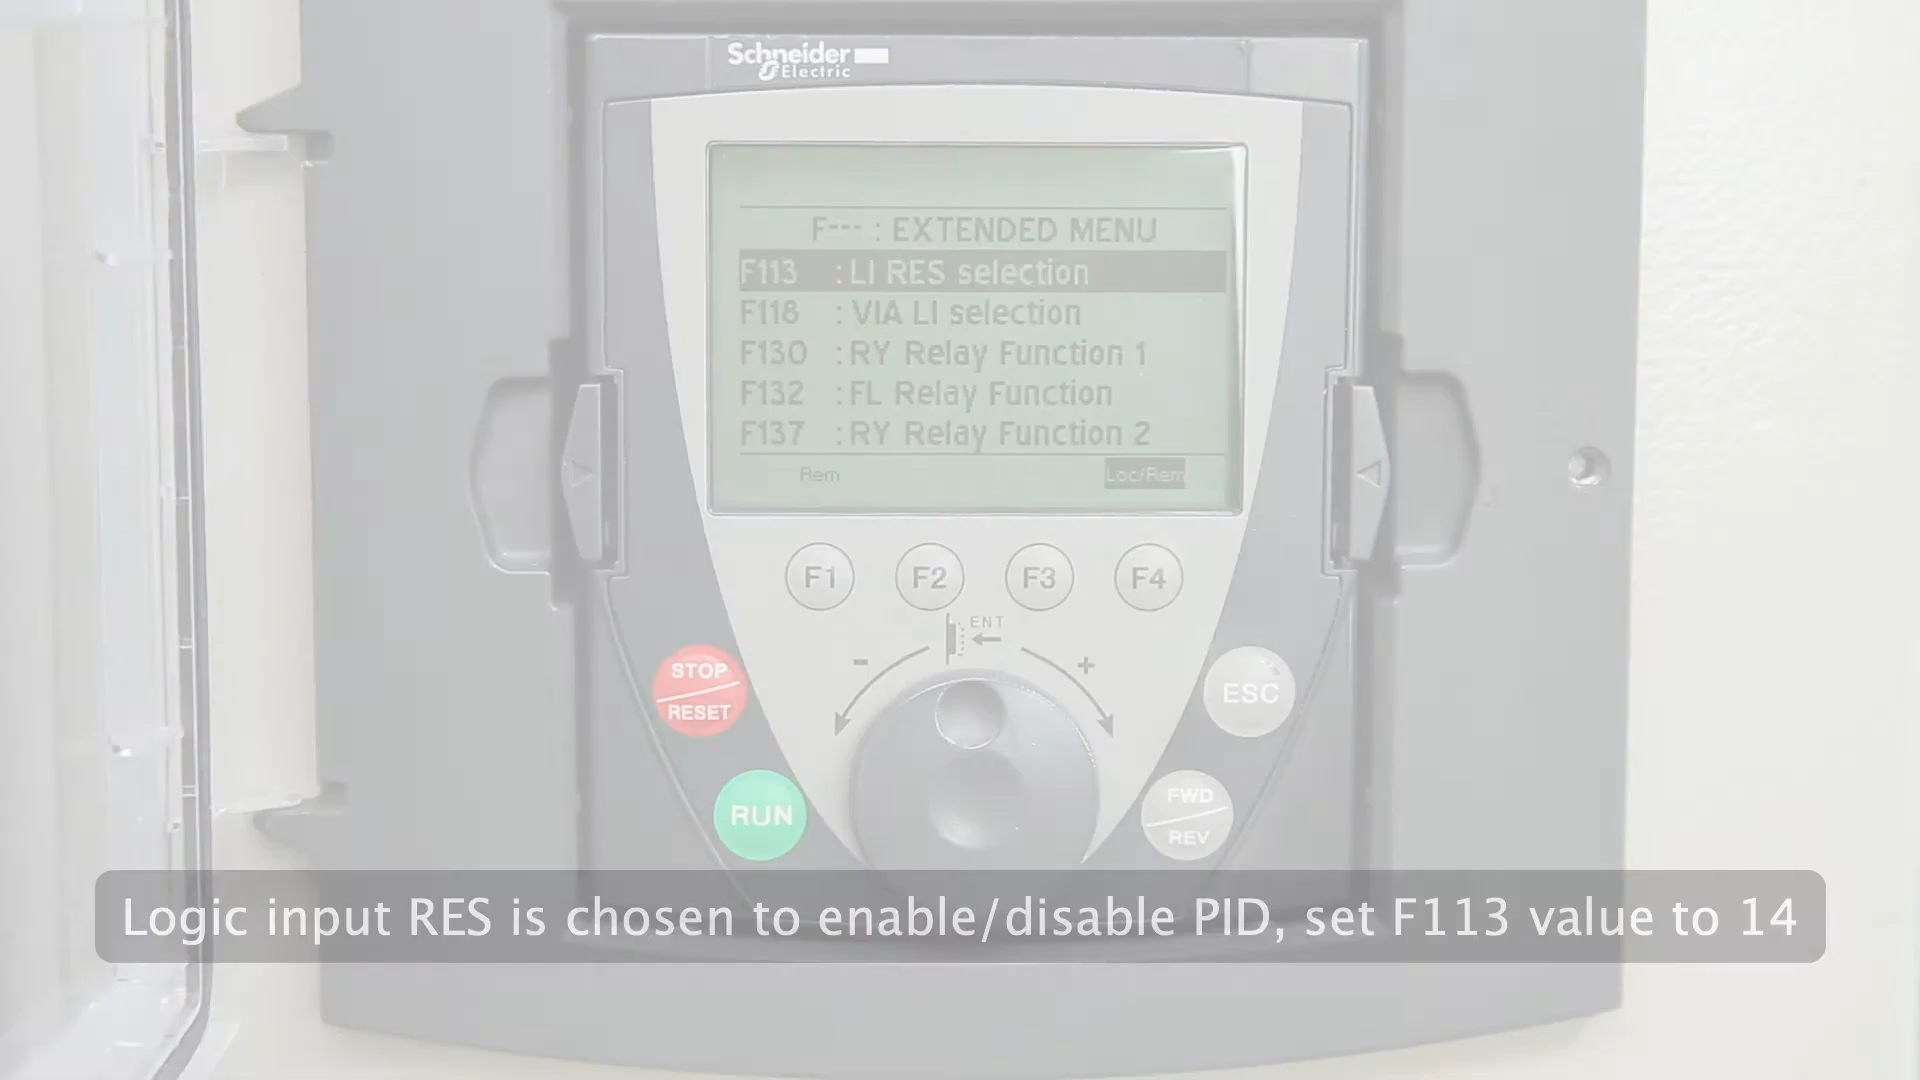 Schneider
Electric
F--- : EXTENDED MENU
F113 : LI RES selection
F118 : VIA LI selection
F130 : RY Relay Function 1
F132 : FL Relay Function
F137 : RY Relay Function 2
Rem Loc/Rem
F1 F2 F3 F4
ENT
- +
STOP
RESET
ESC
RUN
FWD
REV
Logic input RES is chosen to enable/disable PID, set F113 value to 14